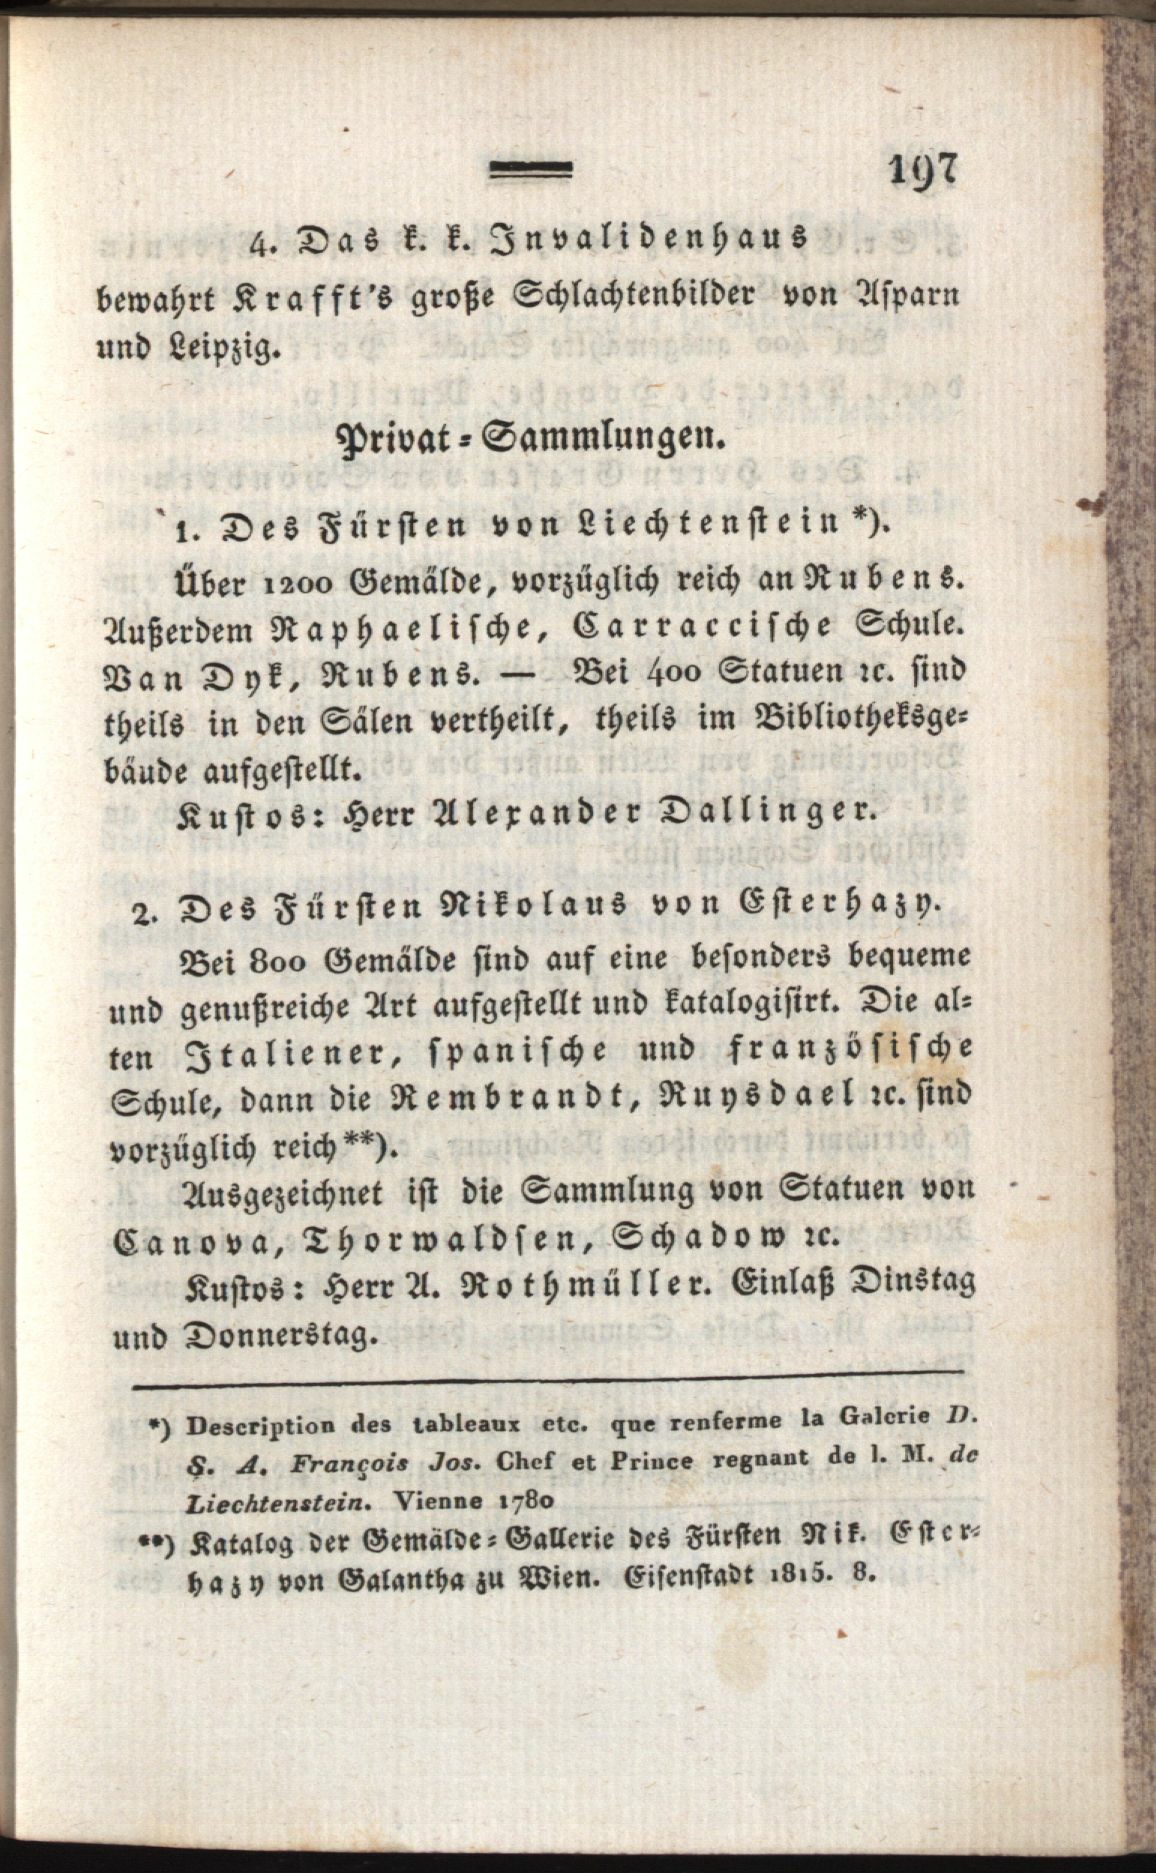 197
4. Das k. k. Invalidenhaus
bewahrt Krafft's große Schlachtenbilder von Asparn
und Leipzig.
Privat-Sammlungen.
1. Des Fürsten von Liechtenstein *).
Über 1200 Gemälde, vorzüglich reich an Rubens.
Außerdem Raphaelische, Carraccische Schule.
Van Dyk, Rubens. — Bei 400 Statuen ꝛc. sind
theils in den Sälen vertheilt, theils im Bibliotheksge-
bäude aufgestellt.
Kustos: Herr Alexander Dallinger.
2. Des Fürsten Nikolaus von Esterhazy.
Bei 800 Gemälde sind auf eine besonders bequeme
und genußreiche Art aufgestellt und katalogisirt. Die al-
ten Italiener, spanische und französische
Schule, dann die Rembrandt, Ruysdael ꝛc. sind
vorzüglich reich **).
Ausgezeichnet ist die Sammlung von Statuen von
Canova, Thorwaldsen, Schadow ꝛc.
Kustos: Herr A. Rothmüller. Einlaß Dinstag
und Donnerstag.
*) Description des tableaux etc. que renferme la Galerie D.
S. A. François Jos. Chef et Prince regnant de l. M. de
Liechtenstein. Vienne 1780
**) Katalog der Gemälde-Gallerie des Fürsten Nik. Ester-
hazy von Galantha zu Wien. Eisenstadt 1815. 8.